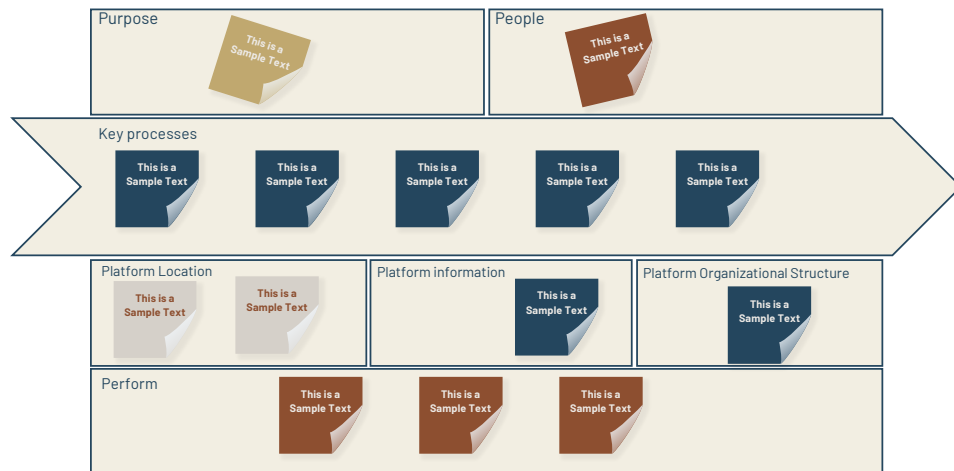 Purpose
This is a
Sample Text
People
This is a
Sample Text
Key processes
This is a
Sample Text
This is a
Sample Text
This is a
Sample Text
This is a
Sample Text
This is a
Sample Text
Platform Location
This is a
Sample Text
This is a
Sample Text
Platform information
This is a
Sample Text
Platform Organizational Structure
This is a
Sample Text
Perform
This is a
Sample Text
This is a
Sample Text
This is a
Sample Text